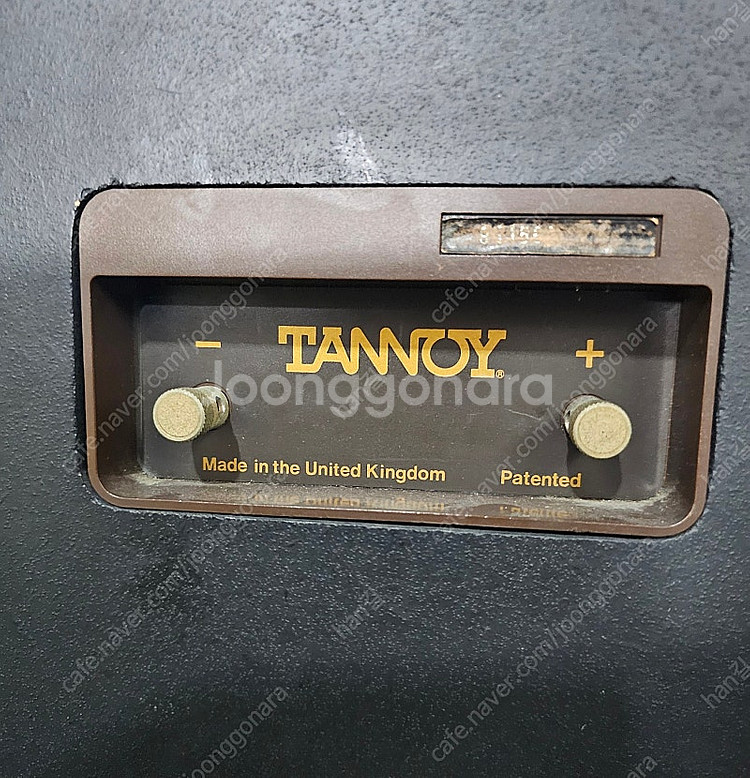 − TANNOY® +
joonggonara
Made in the United Kingdom Patented
cafe.naver.com/joonggonara